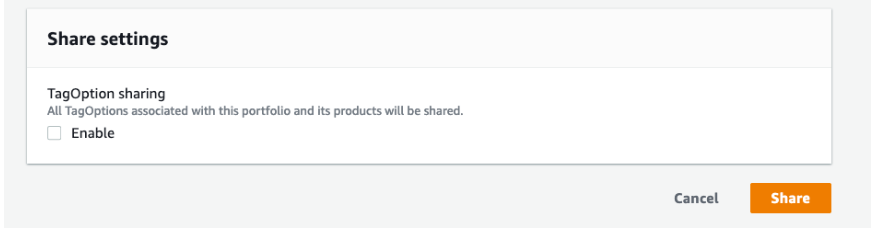 Share settings
TagOption sharing
All TagOptions associated with this portfolio and its products will be shared.
Enable
Cancel Share